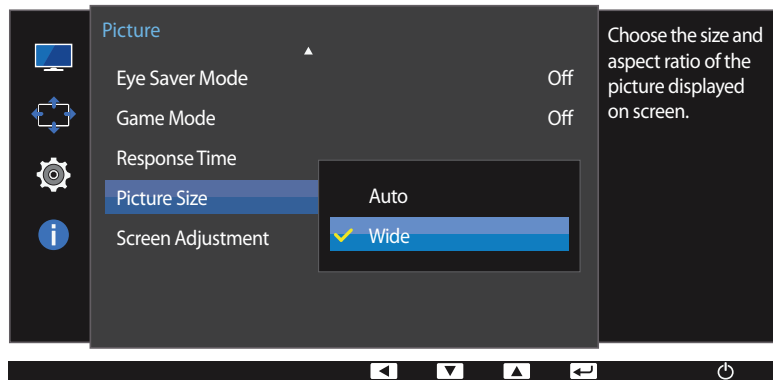 Picture
Eye Saver Mode Off
Game Mode Off
Response Time
Picture Size
Auto
Screen Adjustment
Wide
Choose the size and
aspect ratio of the
picture displayed
on screen.